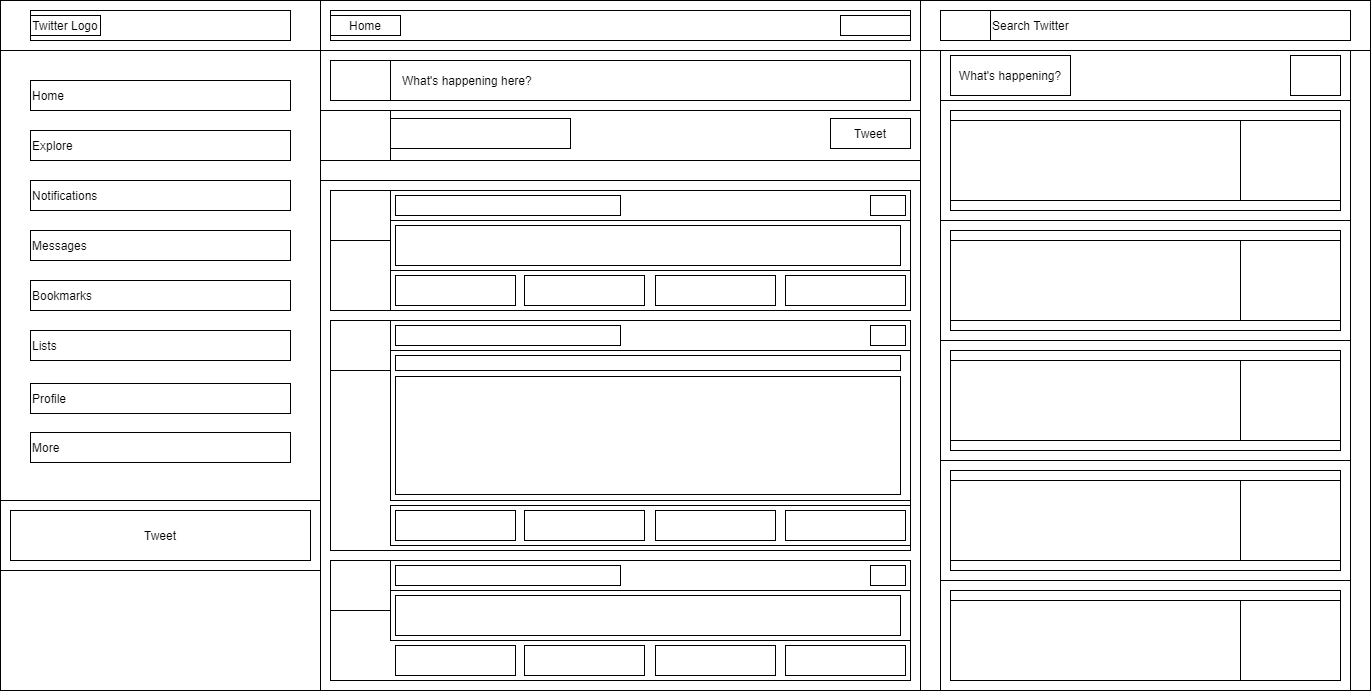 Twitter Logo
Home
Search Twitter
Home
Explore
Notifications
Messages
Bookmarks
Lists
Profile
More
Tweet
What's happening here?
Tweet
What's happening?